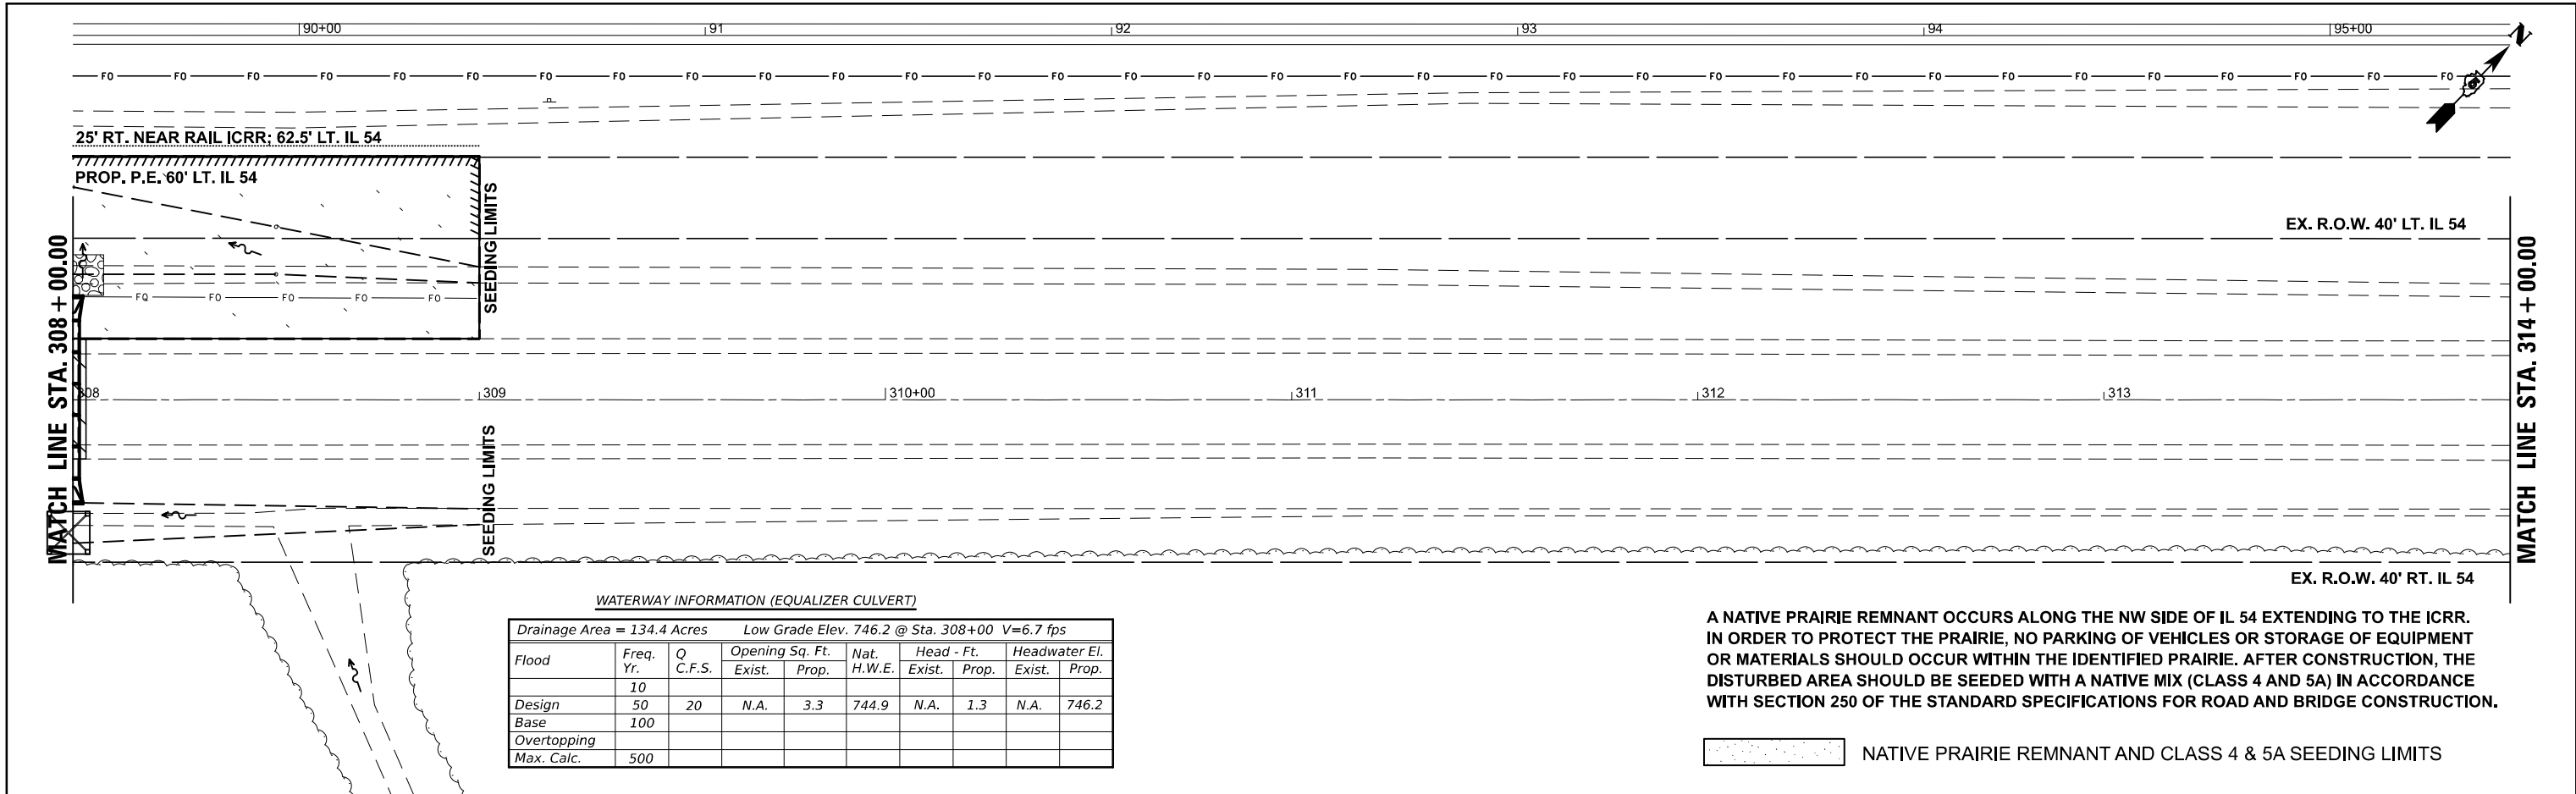 90+00 91 92 93 94 95+00
N
FO FO FO FO FO FO FO FO FO FO FO FO FO FO FO FO FO FO FO FO FO FO FO FO FO FO FO FO FO FO FO FO FO
25' RT. NEAR RAIL ICRR; 62.5' LT. IL 54
PROP. P.E. 60' LT. IL 54
SEEDING LIMITS
EX. R.O.W. 40' LT. IL 54
MATCH LINE STA. 308+00.00
MATCH LINE STA. 314+00.00
FO FO FO FO FO
308 309 310+00 311 312 313
SEEDING LIMITS
EX. R.O.W. 40' RT. IL 54
WATERWAY INFORMATION (EQUALIZER CULVERT)
Drainage Area = 134.4 Acres Low Grade Elev. 746.2 @ Sta. 308+00 V=6.7 fps
Flood Freq. Yr. Q C.F.S. Opening Sq. Ft. Nat. H.W.E. Head - Ft. Headwater El.
Exist. Prop. Exist. Prop. Exist. Prop.
10
Design 50 20 N.A. 3.3 744.9 N.A. 1.3 N.A. 746.2
Base 100
Overtopping
Max. Calc. 500
A NATIVE PRAIRIE REMNANT OCCURS ALONG THE NW SIDE OF IL 54 EXTENDING TO THE ICRR.
IN ORDER TO PROTECT THE PRAIRIE, NO PARKING OF VEHICLES OR STORAGE OF EQUIPMENT
OR MATERIALS SHOULD OCCUR WITHIN THE IDENTIFIED PRAIRIE. AFTER CONSTRUCTION, THE
DISTURBED AREA SHOULD BE SEEDED WITH A NATIVE MIX (CLASS 4 AND 5A) IN ACCORDANCE
WITH SECTION 250 OF THE STANDARD SPECIFICATIONS FOR ROAD AND BRIDGE CONSTRUCTION.
NATIVE PRAIRIE REMNANT AND CLASS 4 & 5A SEEDING LIMITS